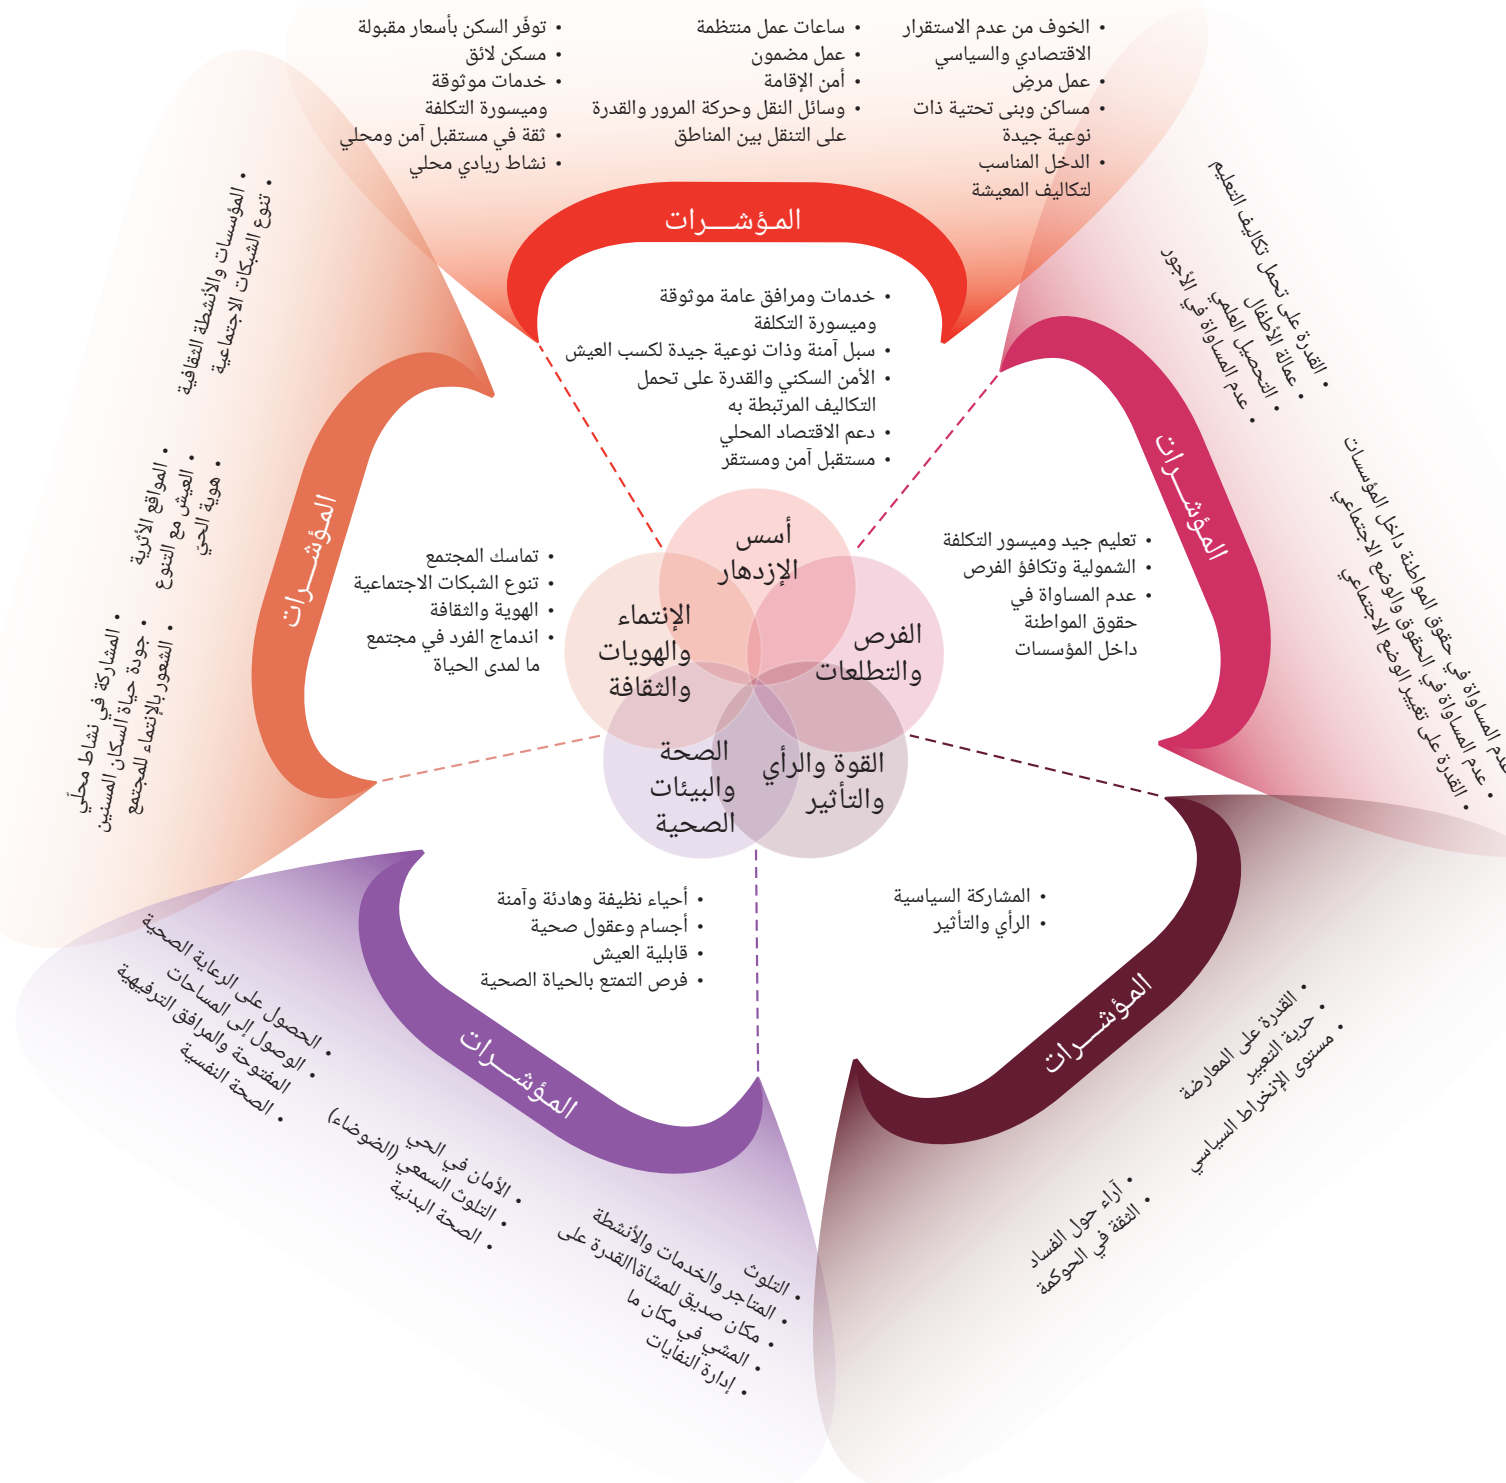 • الخوف من عدم الاستقرار
الاقتصادي والسياسي
• عمل مرضٍ
• مساكن وبنى تحتية ذات
نوعية جيدة
• الدخل المناسب
لتكاليف المعيشة
• ساعات عمل منتظمة
• عمل مضمون
• أمن الإقامة
• وسائل النقل وحركة المرور والقدرة
على التنقل بين المناطق
• توفّر السكن بأسعار مقبولة
• مسكن لائق
• خدمات موثوقة
وميسورة التكلفة
• ثقة في مستقبل آمن ومحلي
• نشاط ريادي محلي
المؤشـــرات
• خدمات ومرافق عامة موثوقة
وميسورة التكلفة
• سبل آمنة وذات نوعية جيدة لكسب العيش
• الأمن السكني والقدرة على تحمل
التكاليف المرتبطة به
• دعم الاقتصاد المحلي
• مستقبل آمن ومستقر
• القدرة على تحمل تكاليف التعليم
• عمالة الأطفال
• التحصيل العلمي
• عدم المساواة في الأجور
عدم المساواة في حقوق المواطنة داخل المؤسسات
• عدم المساواة في الحقوق والوضع الاجتماعي
• القدرة على تغيير الوضع الاجتماعي
المؤشـــرات
• تعليم جيد وميسور التكلفة
• الشمولية وتكافؤ الفرص
• عدم المساواة في
حقوق المواطنة
داخل المؤسسات
أسس
الإزدهار
الفرص
والتطلعات
القوة والرأي
والتأثير
الصحة
والبيئات
الصحية
الإنتماء
والهويات
والثقافة
• المشاركة السياسية
• الرأي والتأثير
المؤشـــرات
• القدرة على المعارضة
• حرية التعبير
• مستوى الإنخراط السياسي
• آراء حول الفساد
• الثقة في الحوكمة
• أحياء نظيفة وهادئة وآمنة
• أجسام وعقول صحية
• قابلية العيش
• فرص التمتع بالحياة الصحية
المؤشـــرات
• التلوث
• المتاجر والخدمات والأنشطة
• مكان صديق للمشاة\القدرة على
• المشي في مكان ما
• إدارة النفايات
• الأمان في الحي
• التلوث السمعي (الضوضاء)
• الصحة البدنية
• الحصول على الرعاية الصحية
• الوصول إلى المساحات
المفتوحة والمرافق الترفيهية
• الصحة النفسية
• تماسك المجتمع
• تنوع الشبكات الاجتماعية
• الهوية والثقافة
• اندماج الفرد في مجتمع
ما لمدى الحياة
المؤشـــرات
• المؤسسات والأنشطة الثقافية
• تنوع الشبكات الاجتماعية
• المواقع الأثرية
• العيش مع التنوع
• هوية الحيّ
• المشاركة في نشاط محلّي
• جودة حياة السكان المسنين
• الشعور بالإنتماء للمجتمع